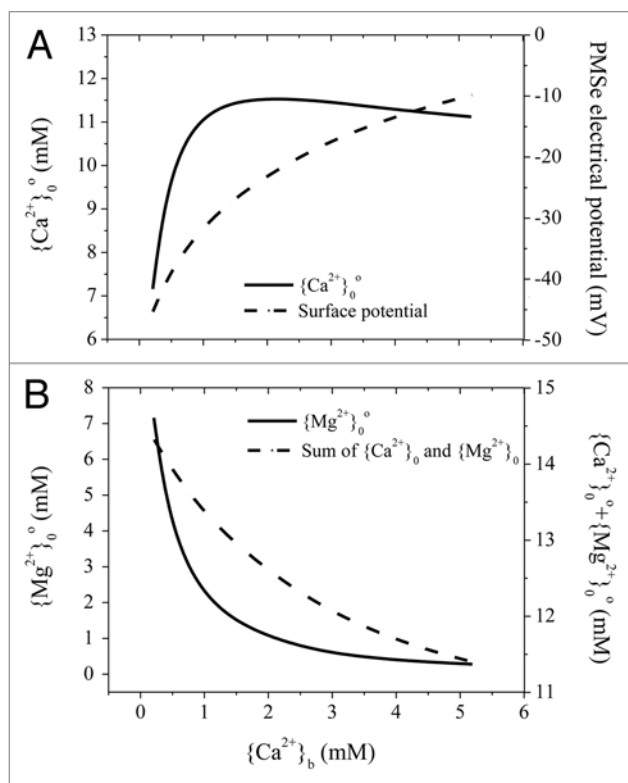 A
{Ca²⁺}₀º (mM)
13
12
11
10
9
8
7
6
0
-10
-20
-30
-40
-50
PMSe electrical
potential (mV)
{Ca²⁺}₀º
Surface potential
B
{Mg²⁺}₀º (mM)
8
7
6
5
4
3
2
1
0
15
14
13
12
11
{Ca²⁺}₀º+{Mg²⁺}₀º
(mM)
{Mg²⁺}₀º
Sum of {Ca²⁺}₀ and {Mg²⁺}₀
0 1 2 3 4 5 6
{Ca²⁺}b (mM)